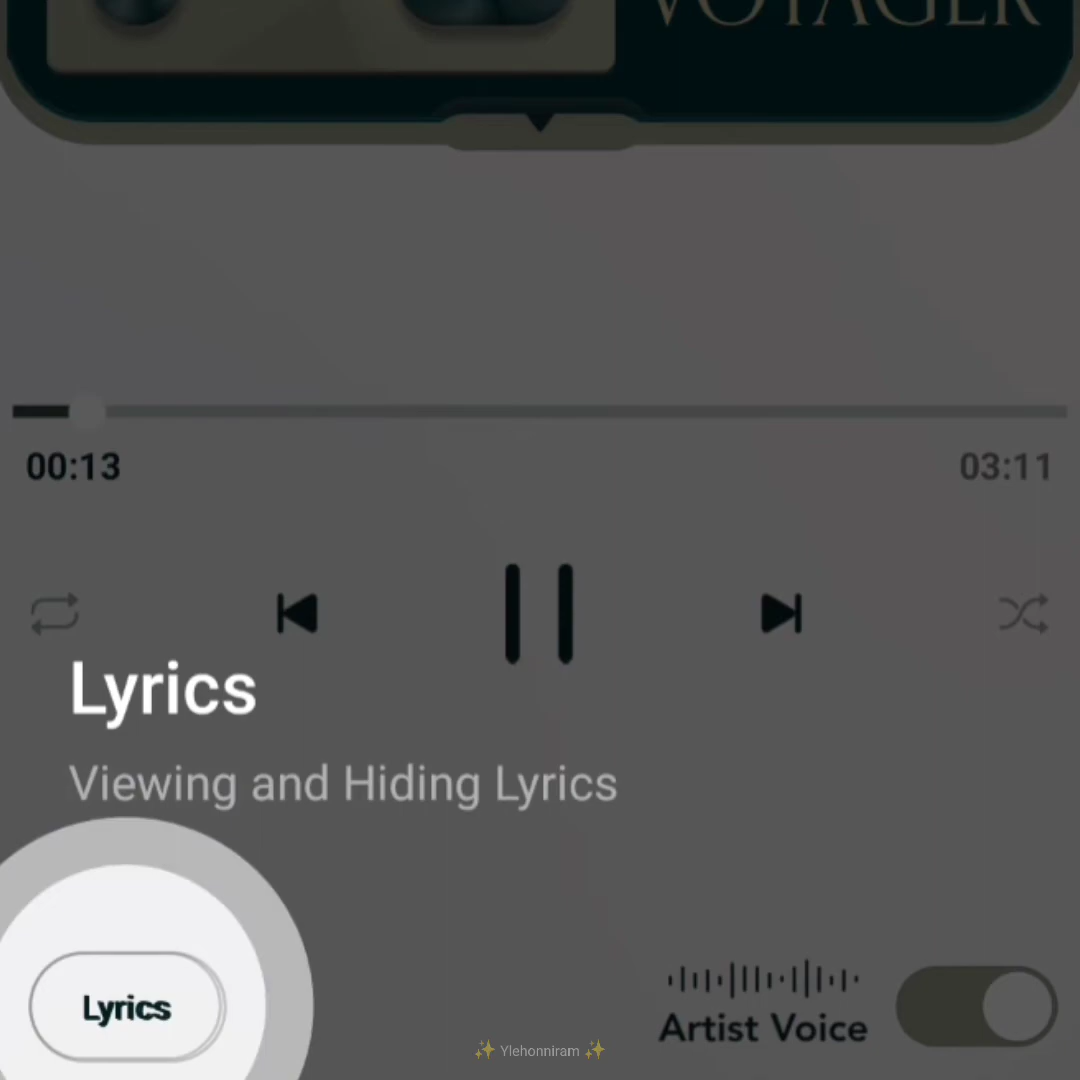 VOYAGER
00:13
03:11
Lyrics
Viewing and Hiding Lyrics
Lyrics
Artist Voice
✨ Ylehonniram ✨